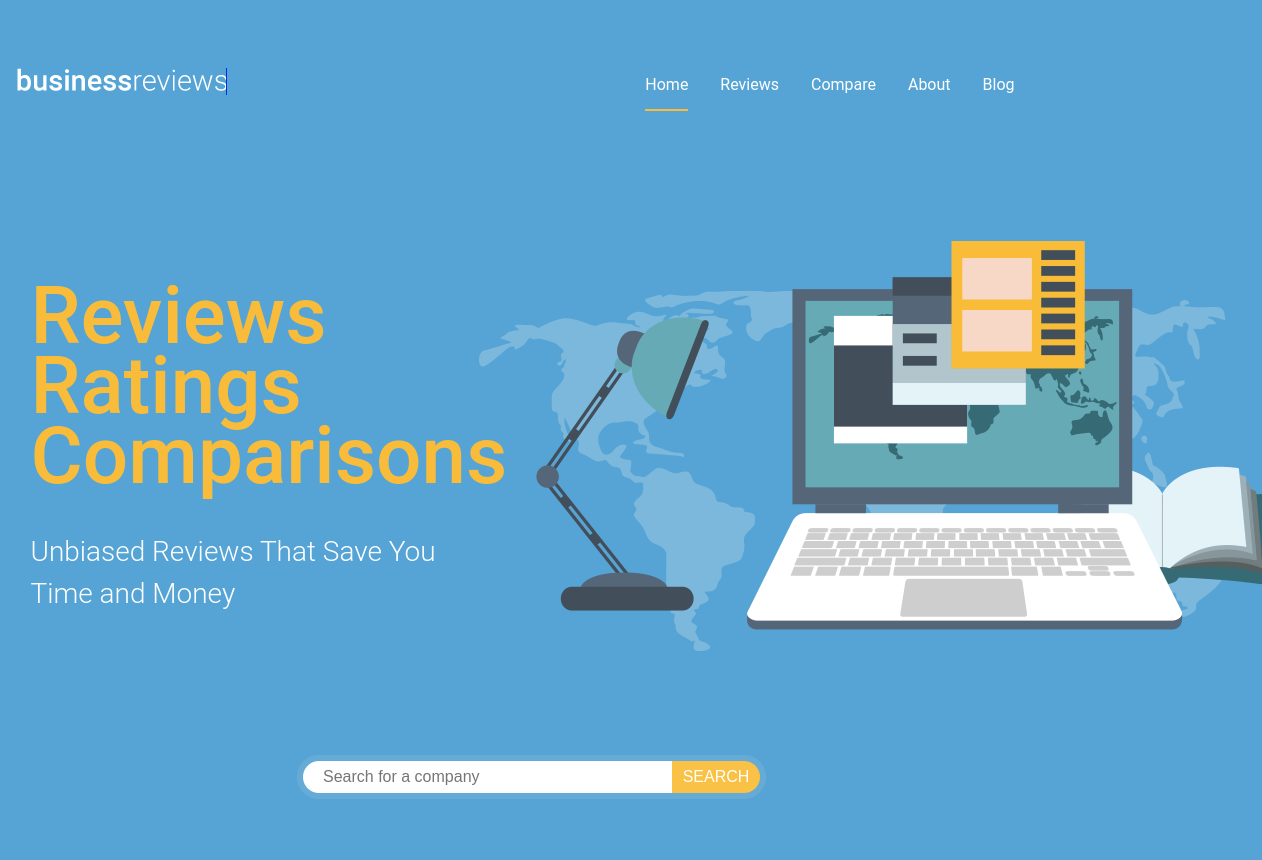 businessreviews
Home Reviews Compare About Blog
Reviews
Ratings
Comparisons
Unbiased Reviews That Save You
Time and Money
Search for a company SEARCH